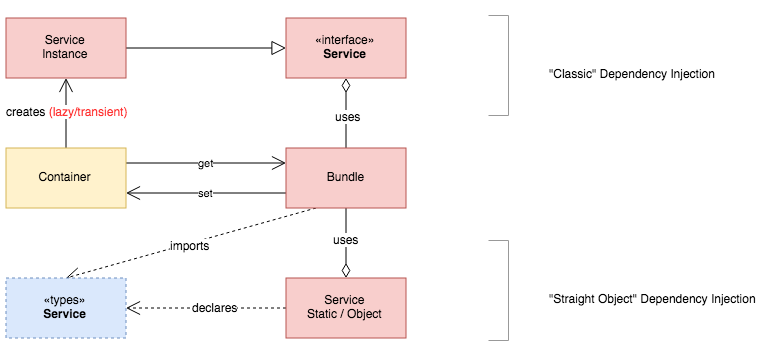 Service
Instance
«interface»
Service
"Classic" Dependency Injection
creates (lazy/transient)
uses
Container
get
set
Bundle
imports
uses
«types»
Service
declares
Service
Static / Object
"Straight Object" Dependency Injection